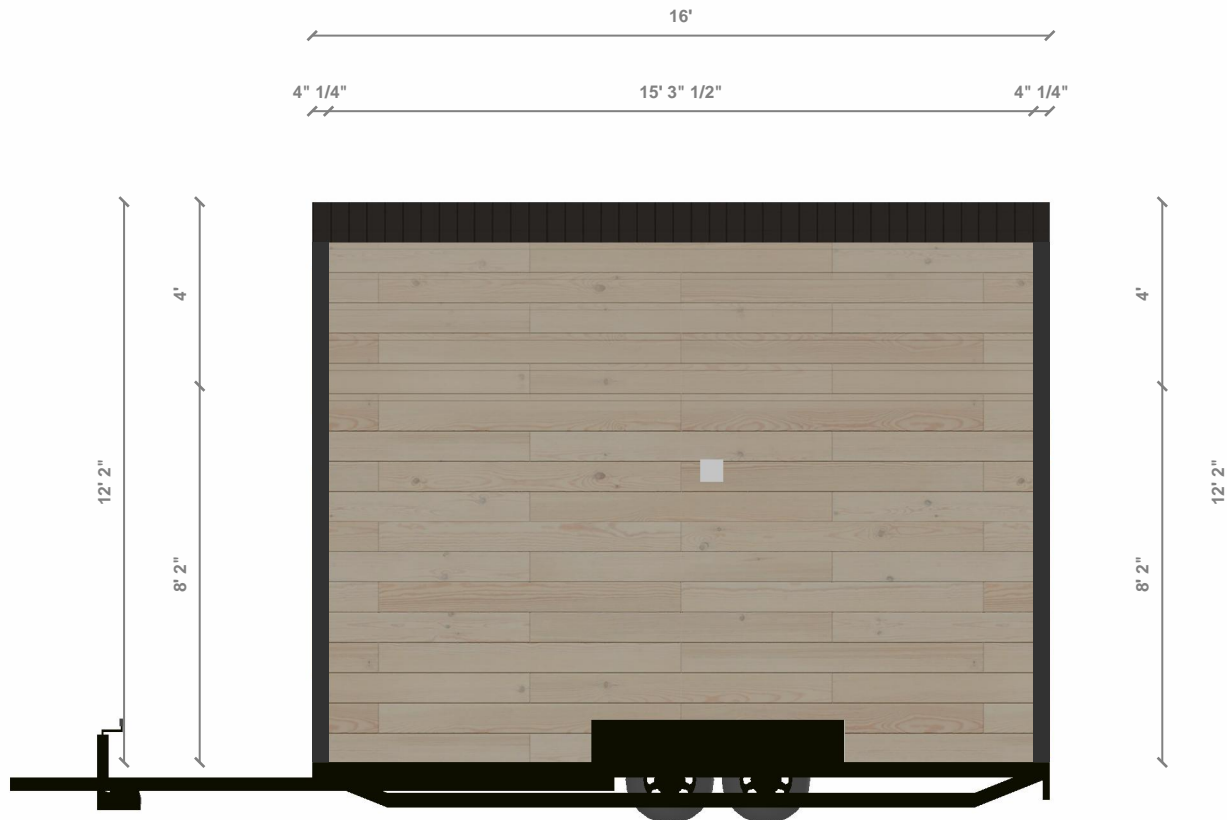 16'
4" 1/4" 15' 3" 1/2" 4" 1/4"
4' 4'
12' 2" 12' 2"
8' 2" 8' 2"